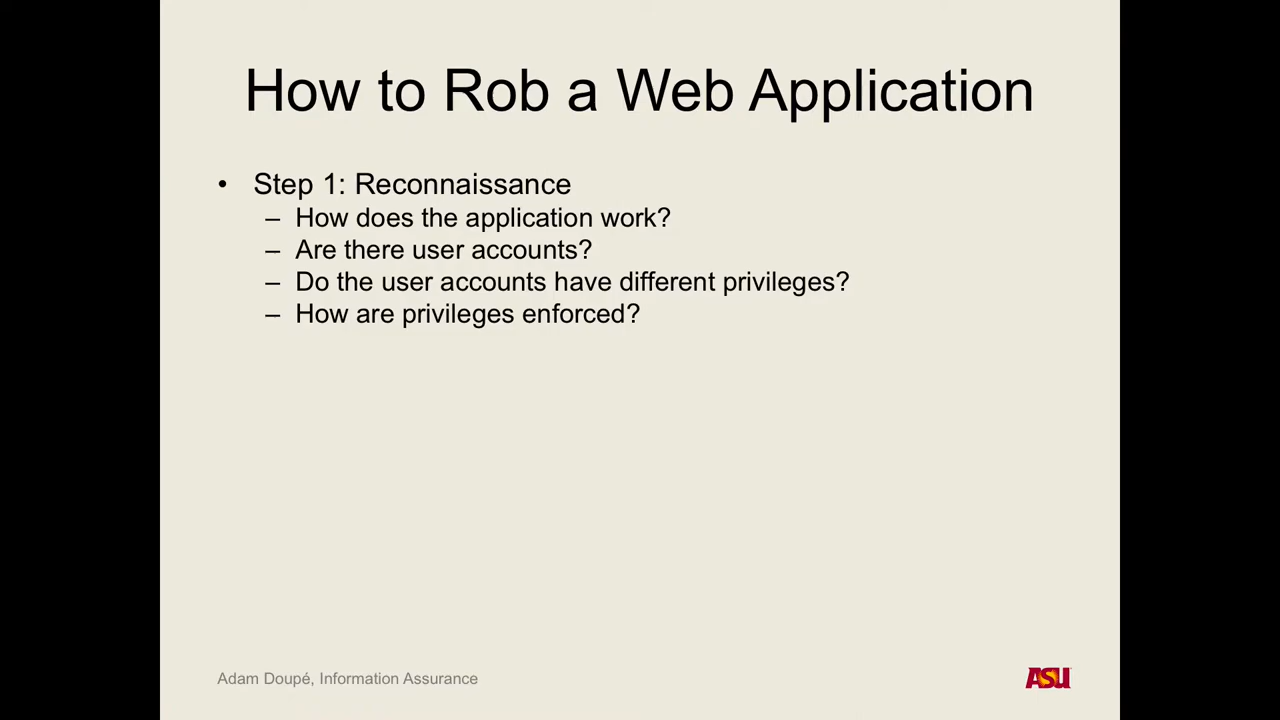 How to Rob a Web Application
• Step 1: Reconnaissance
– How does the application work?
– Are there user accounts?
– Do the user accounts have different privileges?
– How are privileges enforced?
Adam Doupé, Information Assurance
ASU